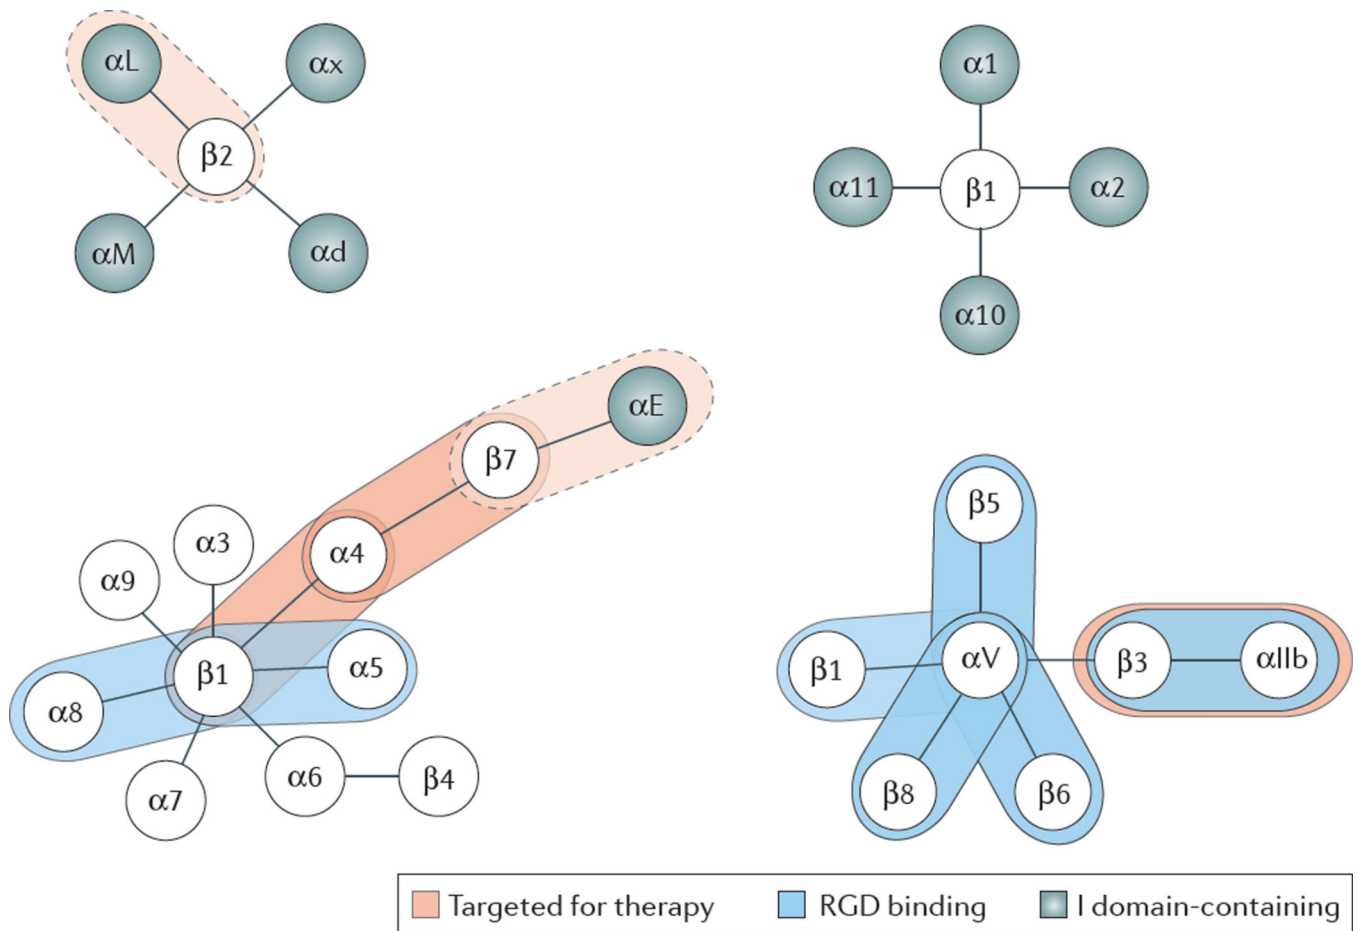 αL
αx
β2
αM
αd
α1
α11
β1
α2
α10
αE
β7
α4
α3
α9
β1
α5
α8
α7
α6
β4
β5
β1
αV
β3
αIIb
β8
β6
Targeted for therapy
RGD binding
I domain-containing